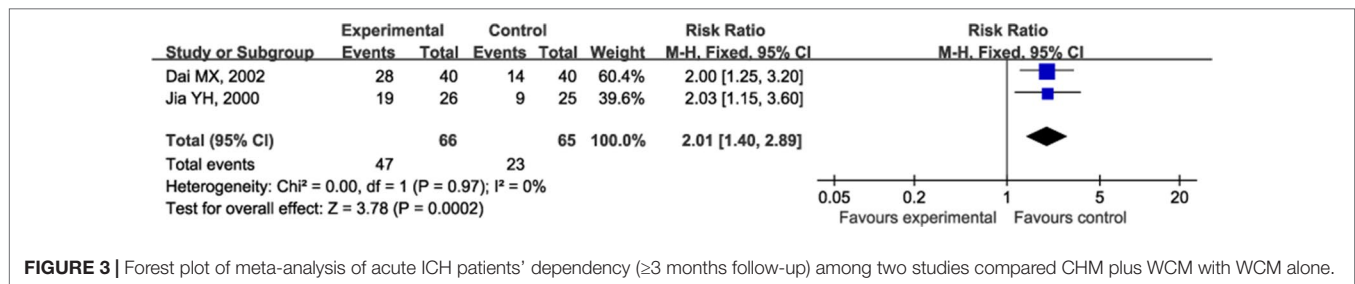 Experimental Control Risk Ratio Risk Ratio
Study or Subgroup Events Total Events Total Weight M-H. Fixed. 95% CI M-H. Fixed. 95% CI
Dai MX, 2002 28 40 14 40 60.4% 2.00 [1.25, 3.20]
Jia YH, 2000 19 26 9 25 39.6% 2.03 [1.15, 3.60]
Total (95% CI) 66 65 100.0% 2.01 [1.40, 2.89]
Total events 47 23
Heterogeneity: Chi² = 0.00, df = 1 (P = 0.97); I² = 0%
Test for overall effect: Z = 3.78 (P = 0.0002)
0.05 0.2 1 5 20
Favours experimental Favours control
FIGURE 3 | Forest plot of meta-analysis of acute ICH patients' dependency (≥3 months follow-up) among two studies compared CHM plus WCM with WCM alone.